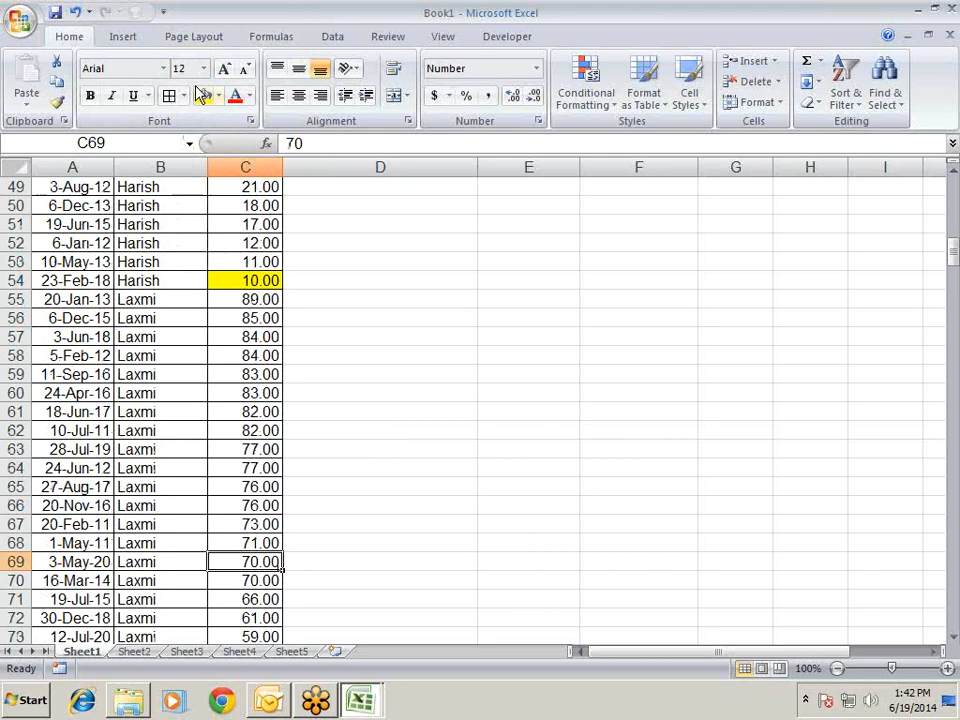 Book1 - Microsoft Excel
Home Insert Page Layout Formulas Data Review View Developer
Paste
Clipboard
Arial 12
B I U A
Font
Alignment
Number
$ % ,
Number
Conditional Formatting
Format as Table
Cell Styles
Styles
Insert
Delete
Format
Cells
Σ
Sort & Filter
Find & Select
Editing
C69 fx 70
A B C D E F G H I
49 3-Aug-12 Harish 21.00
50 6-Dec-13 Harish 18.00
51 19-Jun-15 Harish 17.00
52 6-Jan-12 Harish 12.00
53 10-May-13 Harish 11.00
54 23-Feb-18 Harish 10.00
55 20-Jan-13 Laxmi 89.00
56 6-Dec-15 Laxmi 85.00
57 3-Jun-18 Laxmi 84.00
58 5-Feb-12 Laxmi 84.00
59 11-Sep-16 Laxmi 83.00
60 24-Apr-16 Laxmi 83.00
61 18-Jun-17 Laxmi 82.00
62 10-Jul-11 Laxmi 82.00
63 28-Jul-19 Laxmi 77.00
64 24-Jun-12 Laxmi 77.00
65 27-Aug-17 Laxmi 76.00
66 20-Nov-16 Laxmi 76.00
67 20-Feb-11 Laxmi 73.00
68 1-May-11 Laxmi 71.00
69 3-May-20 Laxmi 70.00
70 16-Mar-14 Laxmi 70.00
71 19-Jul-15 Laxmi 66.00
72 30-Dec-18 Laxmi 61.00
73 12-Jul-20 Laxmi 59.00
Sheet1 Sheet2 Sheet3 Sheet4 Sheet5
Ready 100%
Start
1:42 PM
6/19/2014